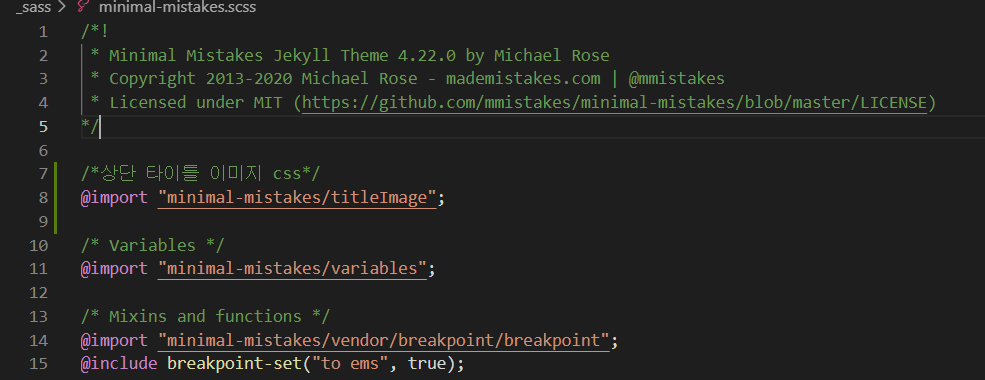 _sass > minimal-mistakes.scss
1 /*!
2 * Minimal Mistakes Jekyll Theme 4.22.0 by Michael Rose
3 * Copyright 2013-2020 Michael Rose - mademistakes.com | @mmistakes
4 * Licensed under MIT (https://github.com/mmistakes/minimal-mistakes/blob/master/LICENSE)
5 */
6
7 /*상단 타이틀 이미지 css*/
8 @import "minimal-mistakes/titleImage";
9
10 /* Variables */
11 @import "minimal-mistakes/variables";
12
13 /* Mixins and functions */
14 @import "minimal-mistakes/vendor/breakpoint/breakpoint";
15 @include breakpoint-set("to ems", true);